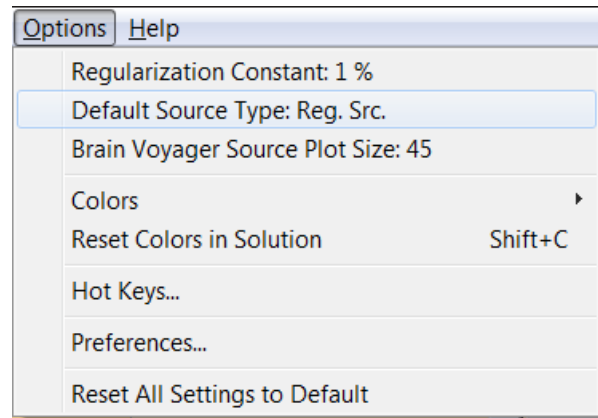 Options Help
Regularization Constant: 1 %
Default Source Type: Reg. Src.
Brain Voyager Source Plot Size: 45
Colors
Reset Colors in Solution Shift+C
Hot Keys...
Preferences...
Reset All Settings to Default